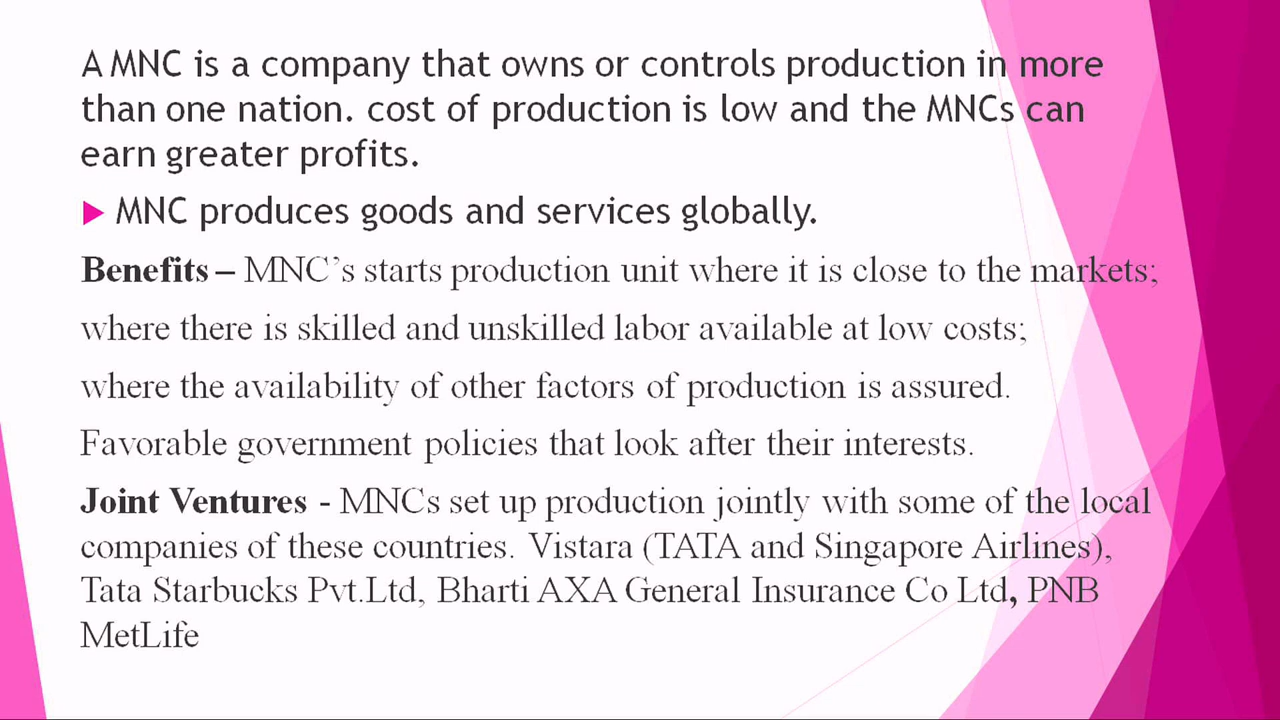 A MNC is a company that owns or controls production in more
than one nation. cost of production is low and the MNCs can
earn greater profits.
MNC produces goods and services globally.
Benefits – MNC’s starts production unit where it is close to the markets;
where there is skilled and unskilled labor available at low costs;
where the availability of other factors of production is assured.
Favorable government policies that look after their interests.
Joint Ventures - MNCs set up production jointly with some of the local
companies of these countries. Vistara (TATA and Singapore Airlines),
Tata Starbucks Pvt.Ltd, Bharti AXA General Insurance Co Ltd, PNB
MetLife